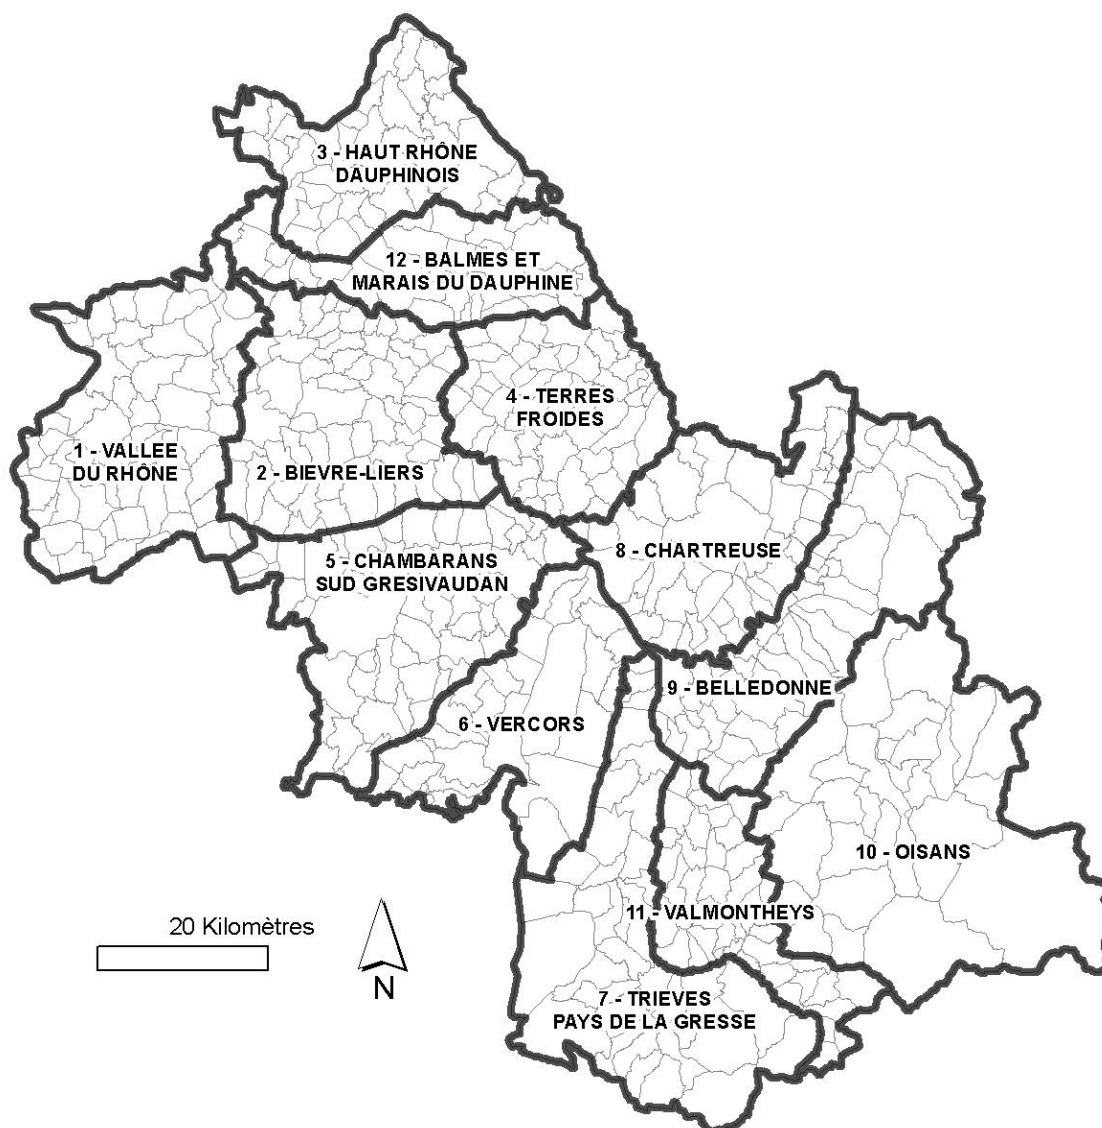 3 - HAUT RHÔNE
DAUPHINOIS
12 - BALMES ET
MARAIS DU DAUPHINE
4 - TERRES
FROIDES
1 - VALLEE
DU RHÔNE
2 - BIEVRE-LIERS
8 - CHARTREUSE
5 - CHAMBARANS
SUD GRESIVAUDAN
9 - BELLEDONNE
6 - VERCORS
10 - OISANS
11 - VALMONTHEYS
20 Kilomètres
N
7 - TRIEVES
PAYS DE LA GRESSE